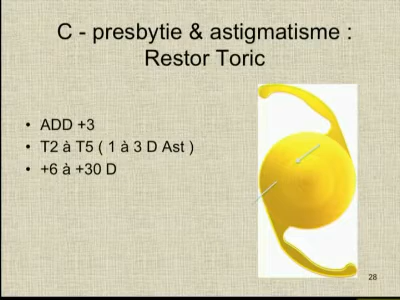 C - presbytie & astigmatisme :
Restor Toric
• ADD +3
• T2 à T5 ( 1 à 3 D Ast )
• +6 à +30 D
28